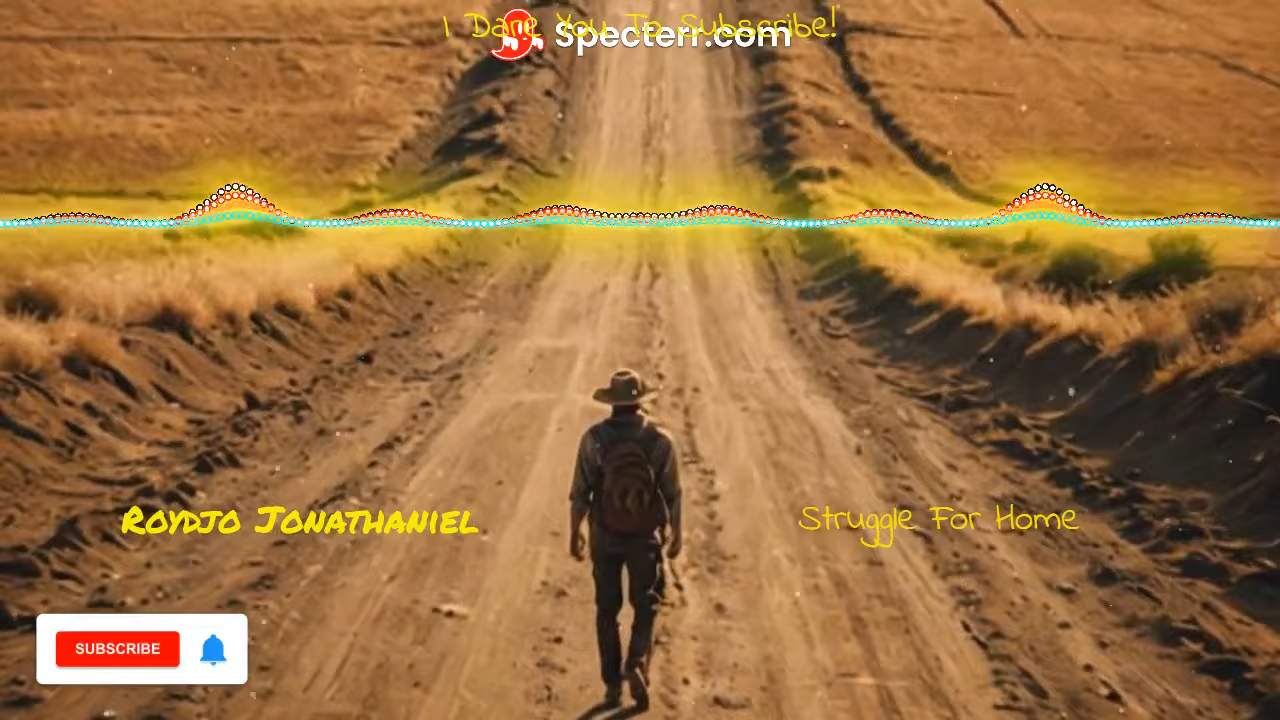 I Dare You To Subscribe!
Specterr.com
Roydjo Jonathaniel
Struggle For Home
SUBSCRIBE